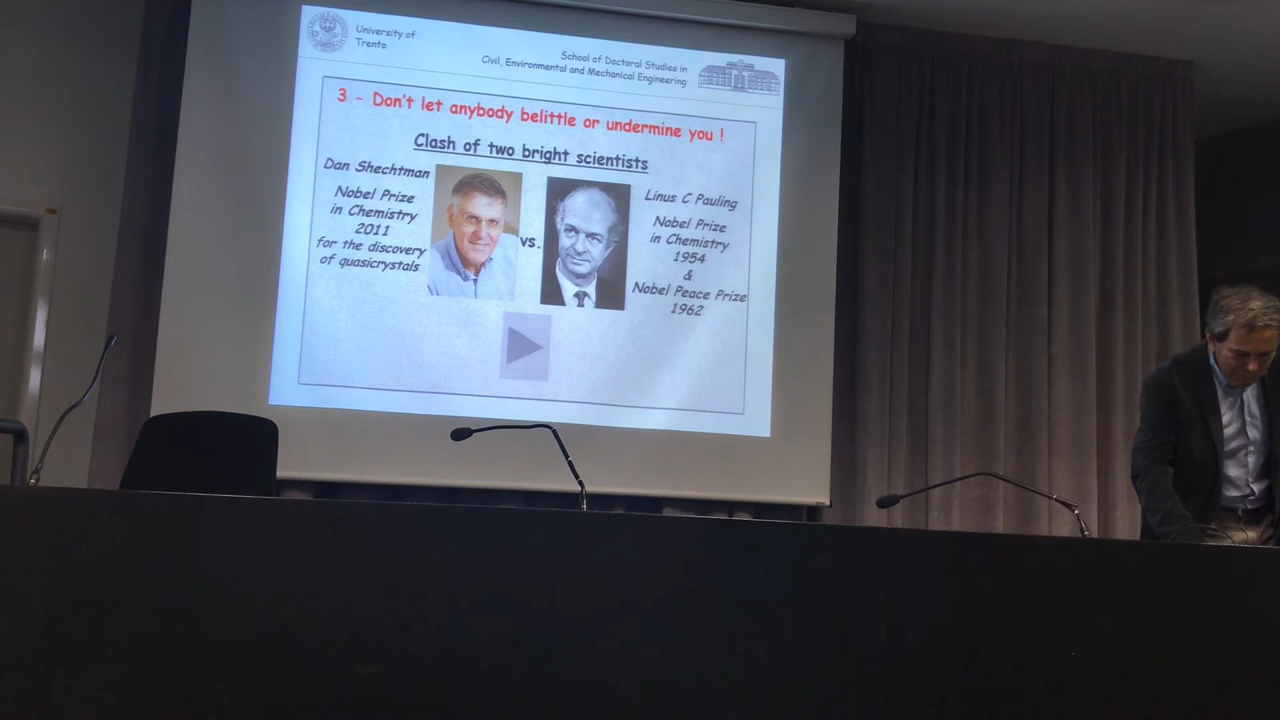 University of
Trento
School of Doctoral Studies in
Civil, Environmental and Mechanical Engineering
3 - Don't let anybody belittle or undermine you !
Clash of two bright scientists
Dan Shechtman
Nobel Prize
in Chemistry
2011
for the discovery
of quasicrystals
vs.
Linus C Pauling
Nobel Prize
in Chemistry
1954
&
Nobel Peace Prize
1962